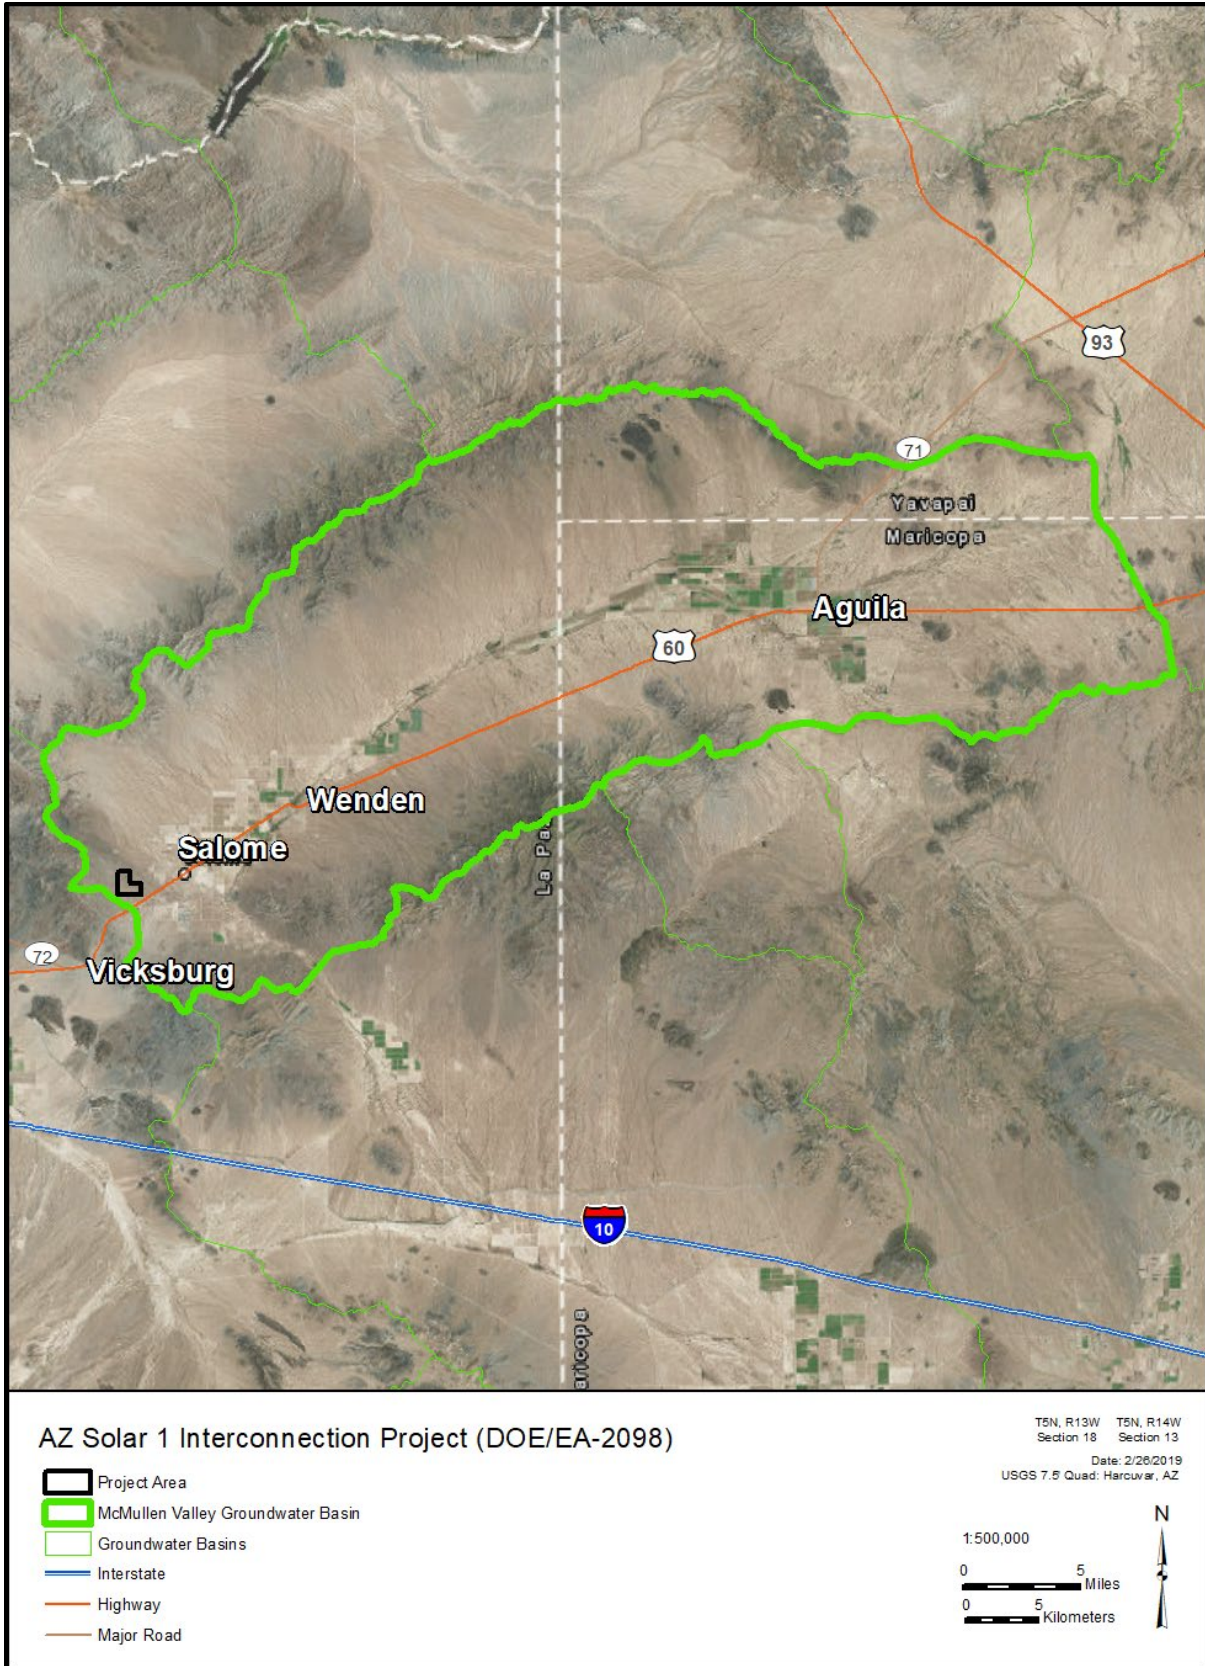 93
71
Yavapai
Maricopa
Aguila
60
Wenden
Salome
La Pa
72
Vicksburg
10
aricopa
AZ Solar 1 Interconnection Project (DOE/EA-2098)
Project Area
McMullen Valley Groundwater Basin
Groundwater Basins
Interstate
Highway
Major Road
T5N, R13W T5N, R14W
Section 18 Section 13
Date: 2/26/2019
USGS 7.5' Quad: Harcuvar, AZ
N
1:500,000
0 5
Miles
0 5
Kilometers